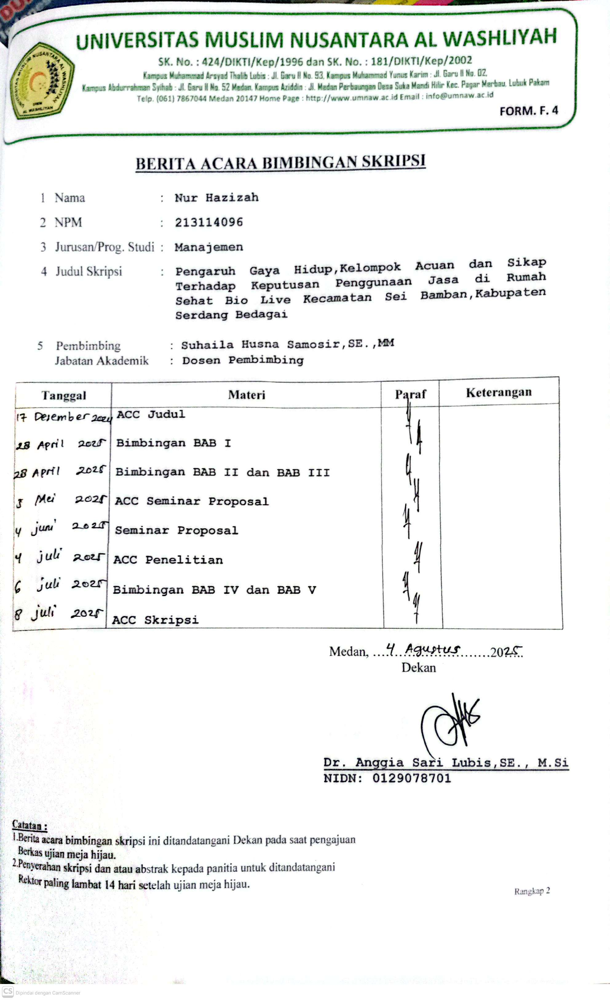 UNIVERSITAS MUSLIM NUSANTARA AL WASHLIYAH
SK. No. : 424/DIKTI/Kep/1996 dan SK. No. : 181/DIKTI/Kep/2002
Kampus Muhammad Arsyad Thalib Lubis : Jl. Garu II No. 93, Kampus Muhammad Yunus Karim : Jl. Garu II No. 02,
Kampus Abdurrahman Syihab : Jl. Garu II No. 52 Medan, Kampus Aziddin : Jl. Medan Perbaungan Desa Suka Mandi Hilir Kec. Pagar Merbau, Lubuk Pakam
Telp. (061) 7867044 Medan 20147 Home Page : http://www.umnaw.ac.id Email : info@umnaw.ac.id
FORM. F. 4
UNIVERSITAS MUSLIM NUSANTARA AL WASHLIYAH
UMN
AL WASHLIYAH
BERITA ACARA BIMBINGAN SKRIPSI
1 Nama : Nur Hazizah
2 NPM : 213114096
3 Jurusan/Prog. Studi : Manajemen
4 Judul Skripsi : Pengaruh Gaya Hidup,Kelompok Acuan dan Sikap
Terhadap Keputusan Penggunaan Jasa di Rumah
Sehat Bio Live Kecamatan Sei Bamban,Kabupaten
Serdang Bedagai
5 Pembimbing : Suhaila Husna Samosir,SE.,MM
Jabatan Akademik : Dosen Pembimbing
Tanggal Materi Paraf Keterangan
17 Desember 2024 ACC Judul
28 April 2025 Bimbingan BAB I
28 April 2025 Bimbingan BAB II dan BAB III
Mei 2025 ACC Seminar Proposal
4 juni 2025 Seminar Proposal
4 juli 2025 ACC Penelitian
6 juli 2025 Bimbingan BAB IV dan BAB V
8 juli 2025 ACC Skripsi
Medan, ....4..Agustus..........2025..
Dekan
Dr. Anggia Sari Lubis,SE., M.Si
NIDN: 0129078701
Catatan :
1.Berita acara bimbingan skripsi ini ditandatangani Dekan pada saat pengajuan
Berkas ujian meja hijau.
2.Penyerahan skripsi dan atau abstrak kepada panitia untuk ditandatangani
Rektor paling lambat 14 hari setelah ujian meja hijau.
Rangkap 2
CS Dipindai dengan CamScanner